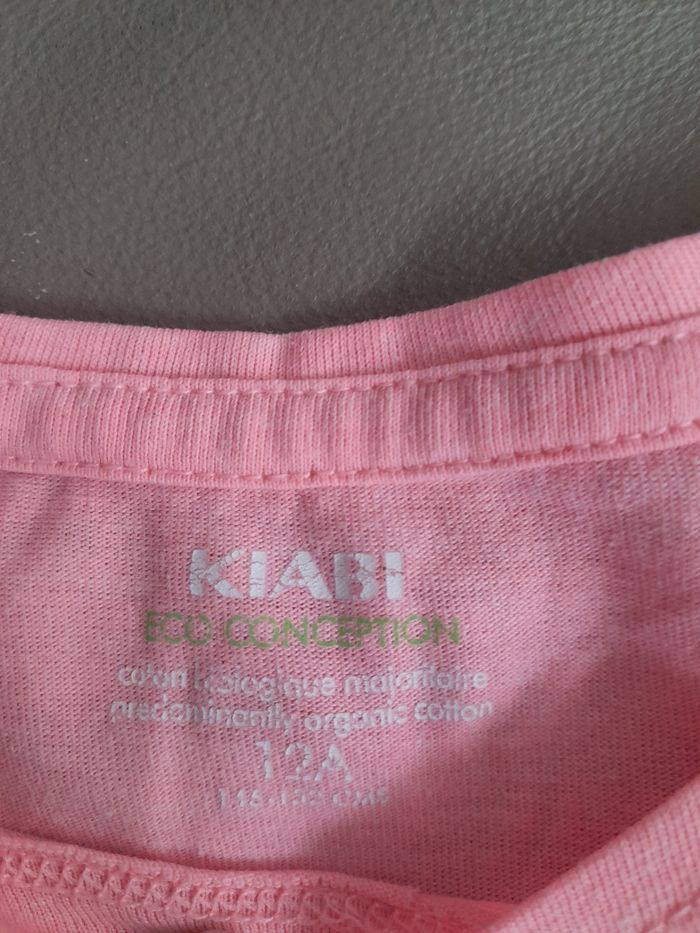 KIABI
ECO CONCEPTION
coton biologique majoritaire
predominantly organic cotton
12A